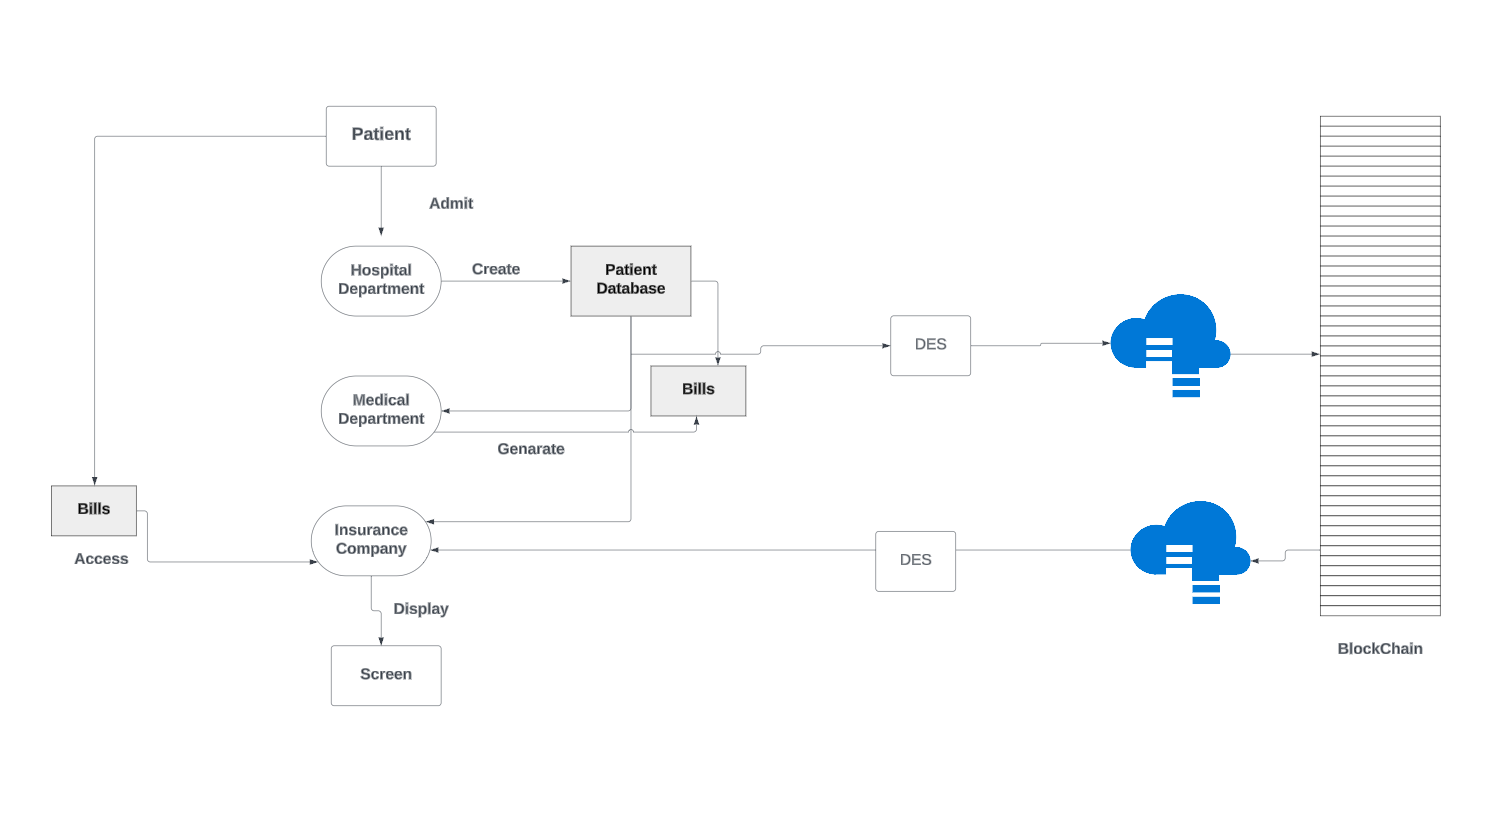 Patient
Admit
Hospital
Department
Create
Patient
Database
DES
Medical
Department
Bills
Genarate
Bills
Access
Insurance
Company
DES
Display
Screen
BlockChain